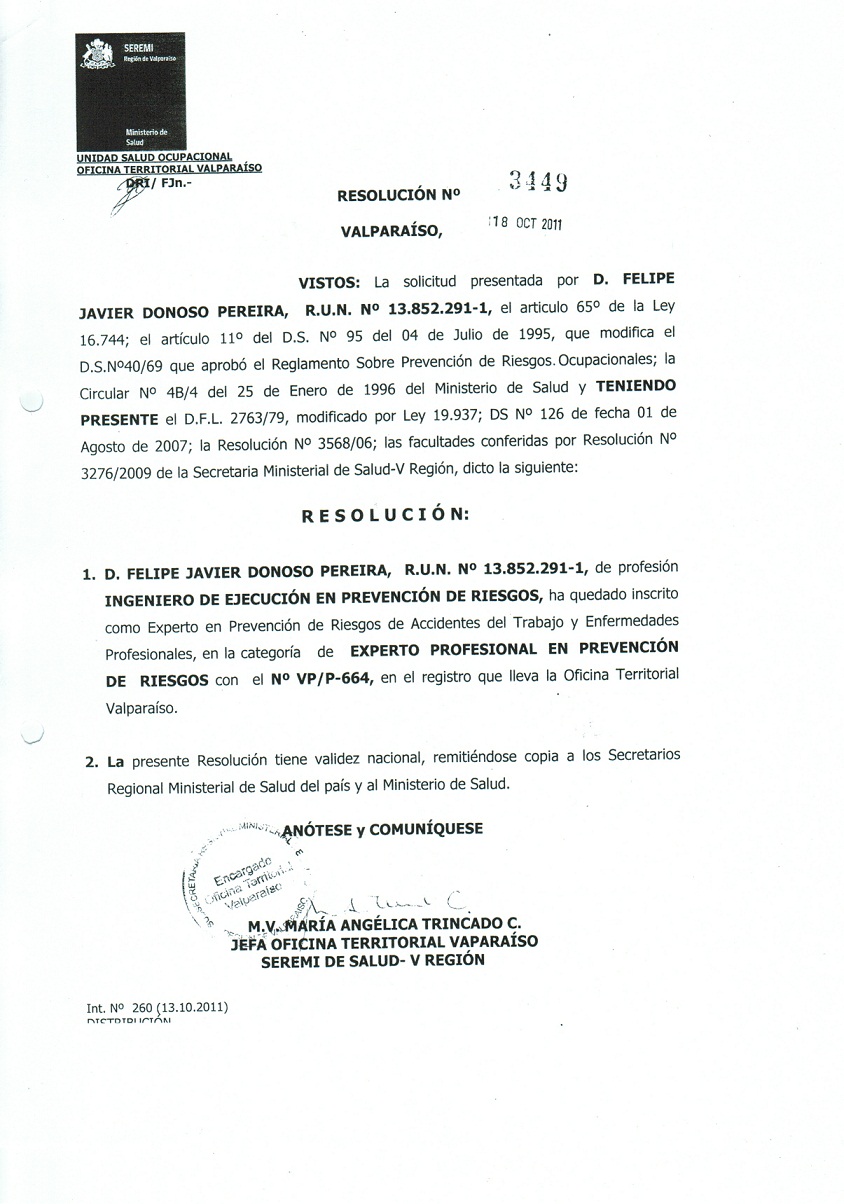 SEREMI
Región de Valparaíso
Ministerio de
Salud
UNIDAD SALUD OCUPACIONAL
OFICINA TERRITORIAL VALPARAÍSO
DRI/ FJn.-
RESOLUCIÓN Nº 3449
VALPARAÍSO, 18 OCT 2011
VISTOS: La solicitud presentada por D. FELIPE
JAVIER DONOSO PEREIRA, R.U.N. Nº 13.852.291-1, el articulo 65º de la Ley
16.744; el artículo 11º del D.S. Nº 95 del 04 de Julio de 1995, que modifica el
D.S.Nº40/69 que aprobó el Reglamento Sobre Prevención de Riesgos Ocupacionales; la
Circular Nº 4B/4 del 25 de Enero de 1996 del Ministerio de Salud y TENIENDO
PRESENTE el D.F.L. 2763/79, modificado por Ley 19.937; DS Nº 126 de fecha 01 de
Agosto de 2007; la Resolución Nº 3568/06; las facultades conferidas por Resolución Nº
3276/2009 de la Secretaria Ministerial de Salud-V Región, dicto la siguiente:
R E S O L U C I Ó N:
1. D. FELIPE JAVIER DONOSO PEREIRA, R.U.N. Nº 13.852.291-1, de profesión
INGENIERO DE EJECUCIÓN EN PREVENCIÓN DE RIESGOS, ha quedado inscrito
como Experto en Prevención de Riesgos de Accidentes del Trabajo y Enfermedades
Profesionales, en la categoría de EXPERTO PROFESIONAL EN PREVENCIÓN
DE RIESGOS con el Nº VP/P-664, en el registro que lleva la Oficina Territorial
Valparaíso.
2. La presente Resolución tiene validez nacional, remitiéndose copia a los Secretarios
Regional Ministerial de Salud del país y al Ministerio de Salud.
ANÓTESE y COMUNÍQUESE
Encargado
Oficina Territorial
Valparaíso
M.V. MARÍA ANGÉLICA TRINCADO C.
JEFA OFICINA TERRITORIAL VAPARAÍSO
SEREMI DE SALUD- V REGIÓN
Int. Nº 260 (13.10.2011)
DISTRIBUCIÓN